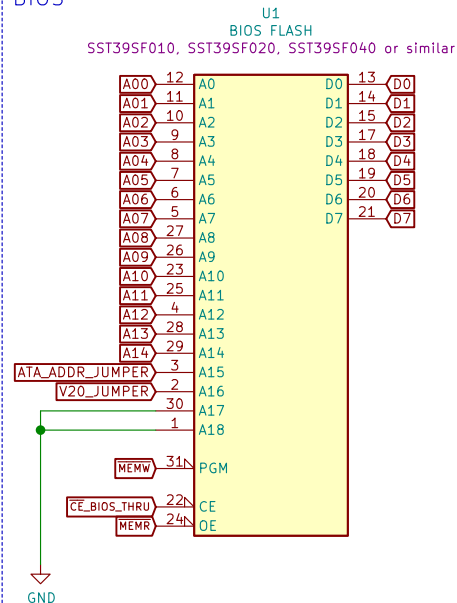 BIOS
U1
BIOS FLASH
SST39SF010, SST39SF020, SST39SF040 or similar
A00 12 A0 D0 13 D0
A01 11 A1 D1 14 D1
A02 10 A2 D2 15 D2
A03 9 A3 D3 17 D3
A04 8 A4 D4 18 D4
A05 7 A5 D5 19 D5
A06 6 A6 D6 20 D6
A07 5 A7 D7 21 D7
A08 27 A8
A09 26 A9
A10 23 A10
A11 25 A11
A12 4 A12
A13 28 A13
A14 29 A14
ATA_ADDR_JUMPER 3 A15
V20_JUMPER 2 A16
30 A17
1 A18
MEMW 31 PGM
CE_BIOS_THRU 22 CE
MEMR 24 OE
GND